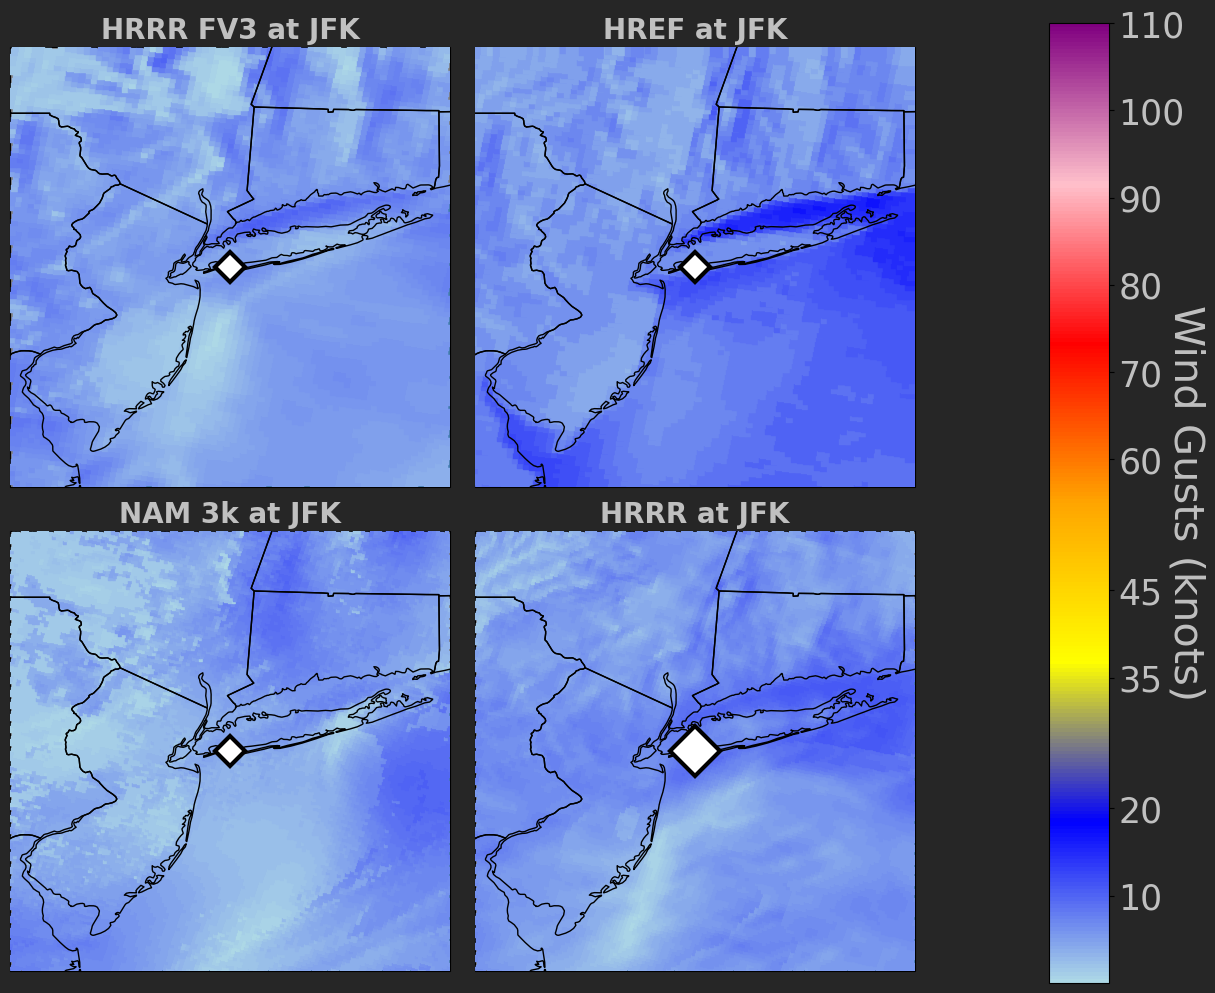 HRRR FV3 at JFK
HREF at JFK
NAM 3k at JFK
HRRR at JFK
110
100
90
80
70
60
45
35
20
10
Wind Gusts (knots)